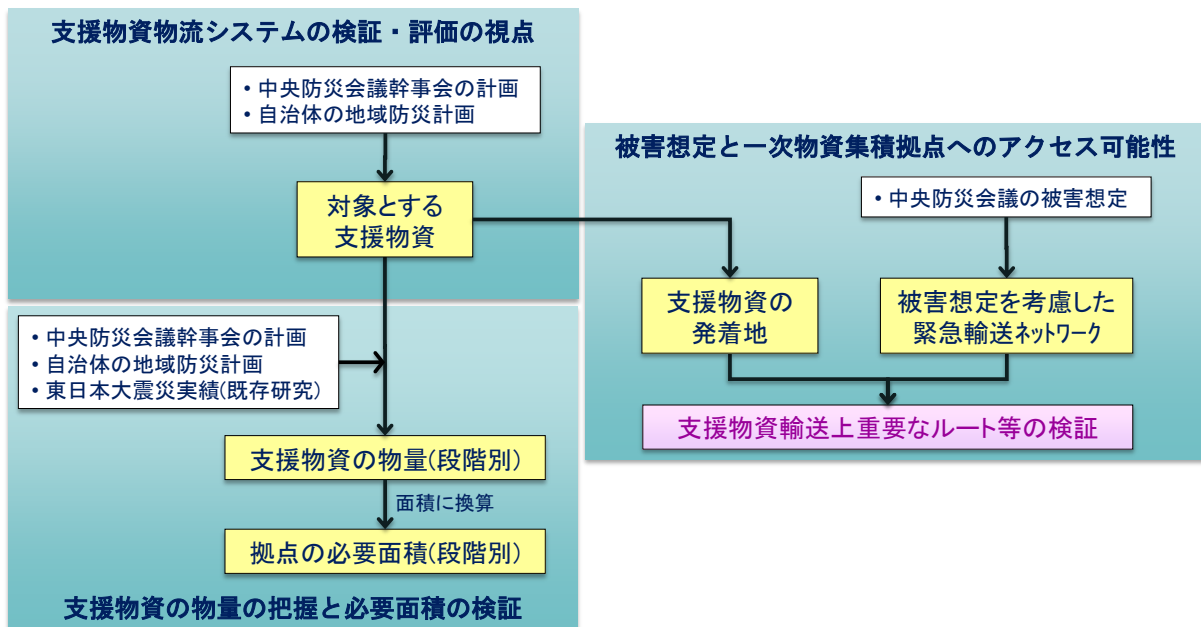 支援物資物流システムの検証・評価の視点
• 中央防災会議幹事会の計画
• 自治体の地域防災計画
対象とする
支援物資
• 中央防災会議幹事会の計画
• 自治体の地域防災計画
• 東日本大震災実績(既存研究)
支援物資の物量(段階別)
面積に換算
拠点の必要面積(段階別)
支援物資の物量の把握と必要面積の検証
被害想定と一次物資集積拠点へのアクセス可能性
• 中央防災会議の被害想定
支援物資の
発着地
被害想定を考慮した
緊急輸送ネットワーク
支援物資輸送上重要なルート等の検証